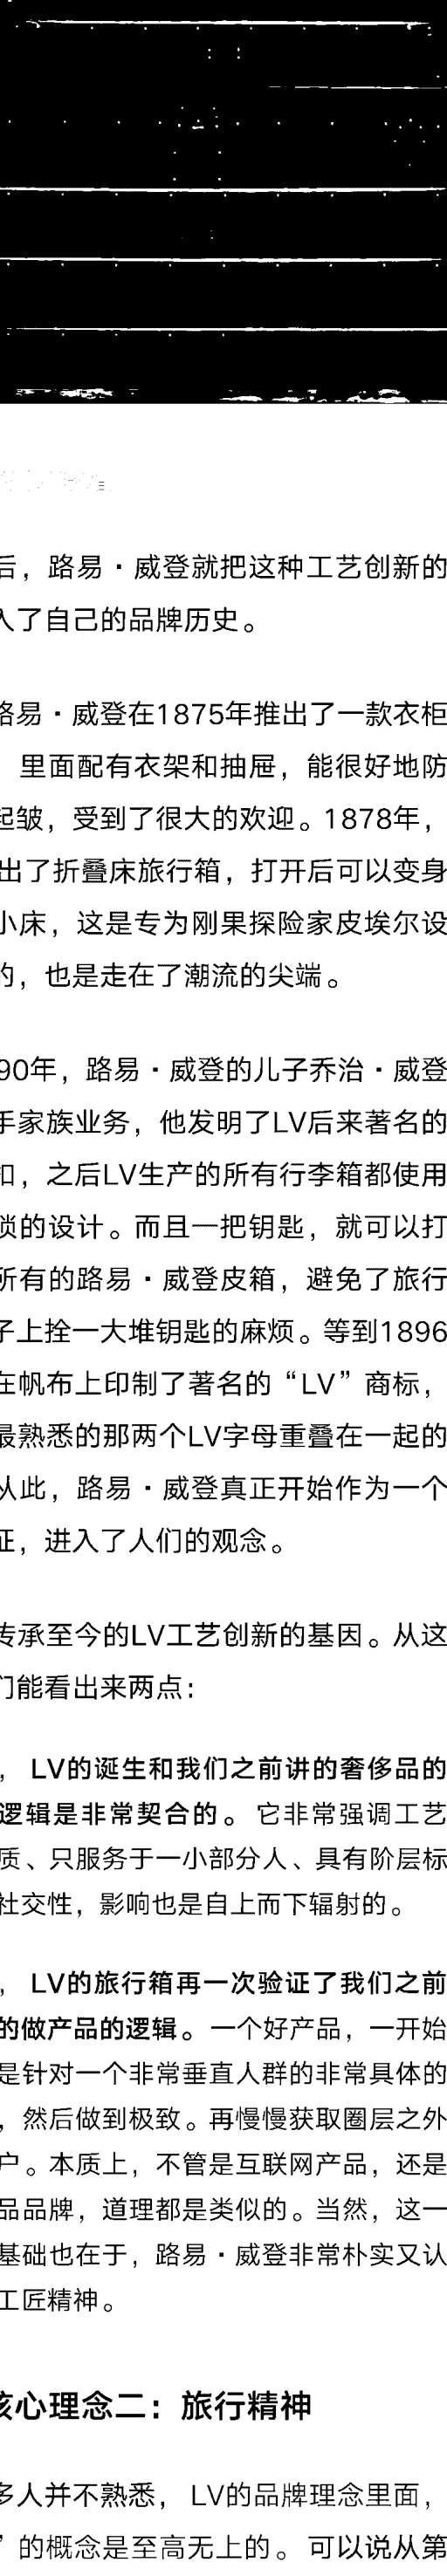 后，路易·威登就把这种工艺创新的
入了自己的品牌历史。
路易·威登在1875年推出了一款衣柜
里面配有衣架和抽屉，能很好地防
起皱，受到了很大的欢迎。1878年，
出了折叠床旅行箱，打开后可以变身
小床，这是专为刚果探险家皮埃尔设
的，也是走在了潮流的尖端。
90年，路易·威登的儿子乔治·威登
手家族业务，他发明了LV后来著名的
扣，之后LV生产的所有行李箱都使用
锁的设计。而且一把钥匙，就可以打
所有的路易·威登皮箱，避免了旅行
子上拴一大堆钥匙的麻烦。等到1896
在帆布上印制了著名的“LV”商标，
最熟悉的那两个LV字母重叠在一起的
从此，路易·威登真正开始作为一个
证，进入了人们的观念。
传承至今的LV工艺创新的基因。从这
们能看出来两点：
，LV的诞生和我们之前讲的奢侈品的
逻辑是非常契合的。它非常强调工艺
质、只服务于一小部分人、具有阶层标
社交性，影响也是自上而下辐射的。
，LV的旅行箱再一次验证了我们之前
的做产品的逻辑。一个好产品，一开始
是针对一个非常垂直人群的非常具体的
，然后做到极致。再慢慢获取圈层之外
户。本质上，不管是互联网产品，还是
品品牌，道理都是类似的。当然，这一
基础也在于，路易·威登非常朴实又认
工匠精神。
核心理念二：旅行精神
多人并不熟悉，LV的品牌理念里面，
”的概念是至高无上的。可以说从第